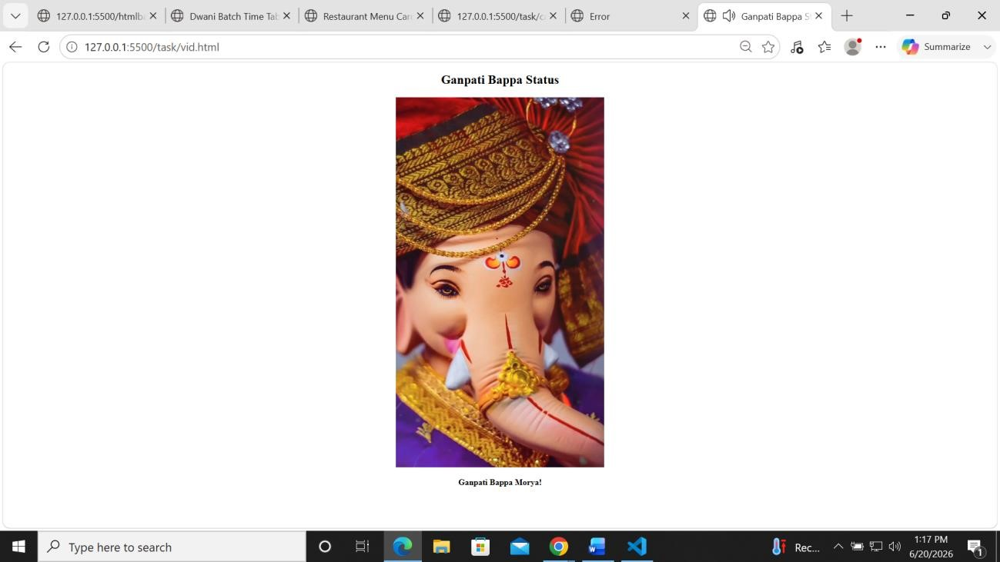 127.0.0.1:5500/htmlb
Dwani Batch Time Tab
Restaurant Menu Car
127.0.0.1:5500/task/c
Error
Ganpati Bappa S
127.0.0.1:5500/task/vid.html
Summarize
Ganpati Bappa Status
Ganpati Bappa Morya!
Type here to search
Rec...
1:17 PM
6/20/2026
1